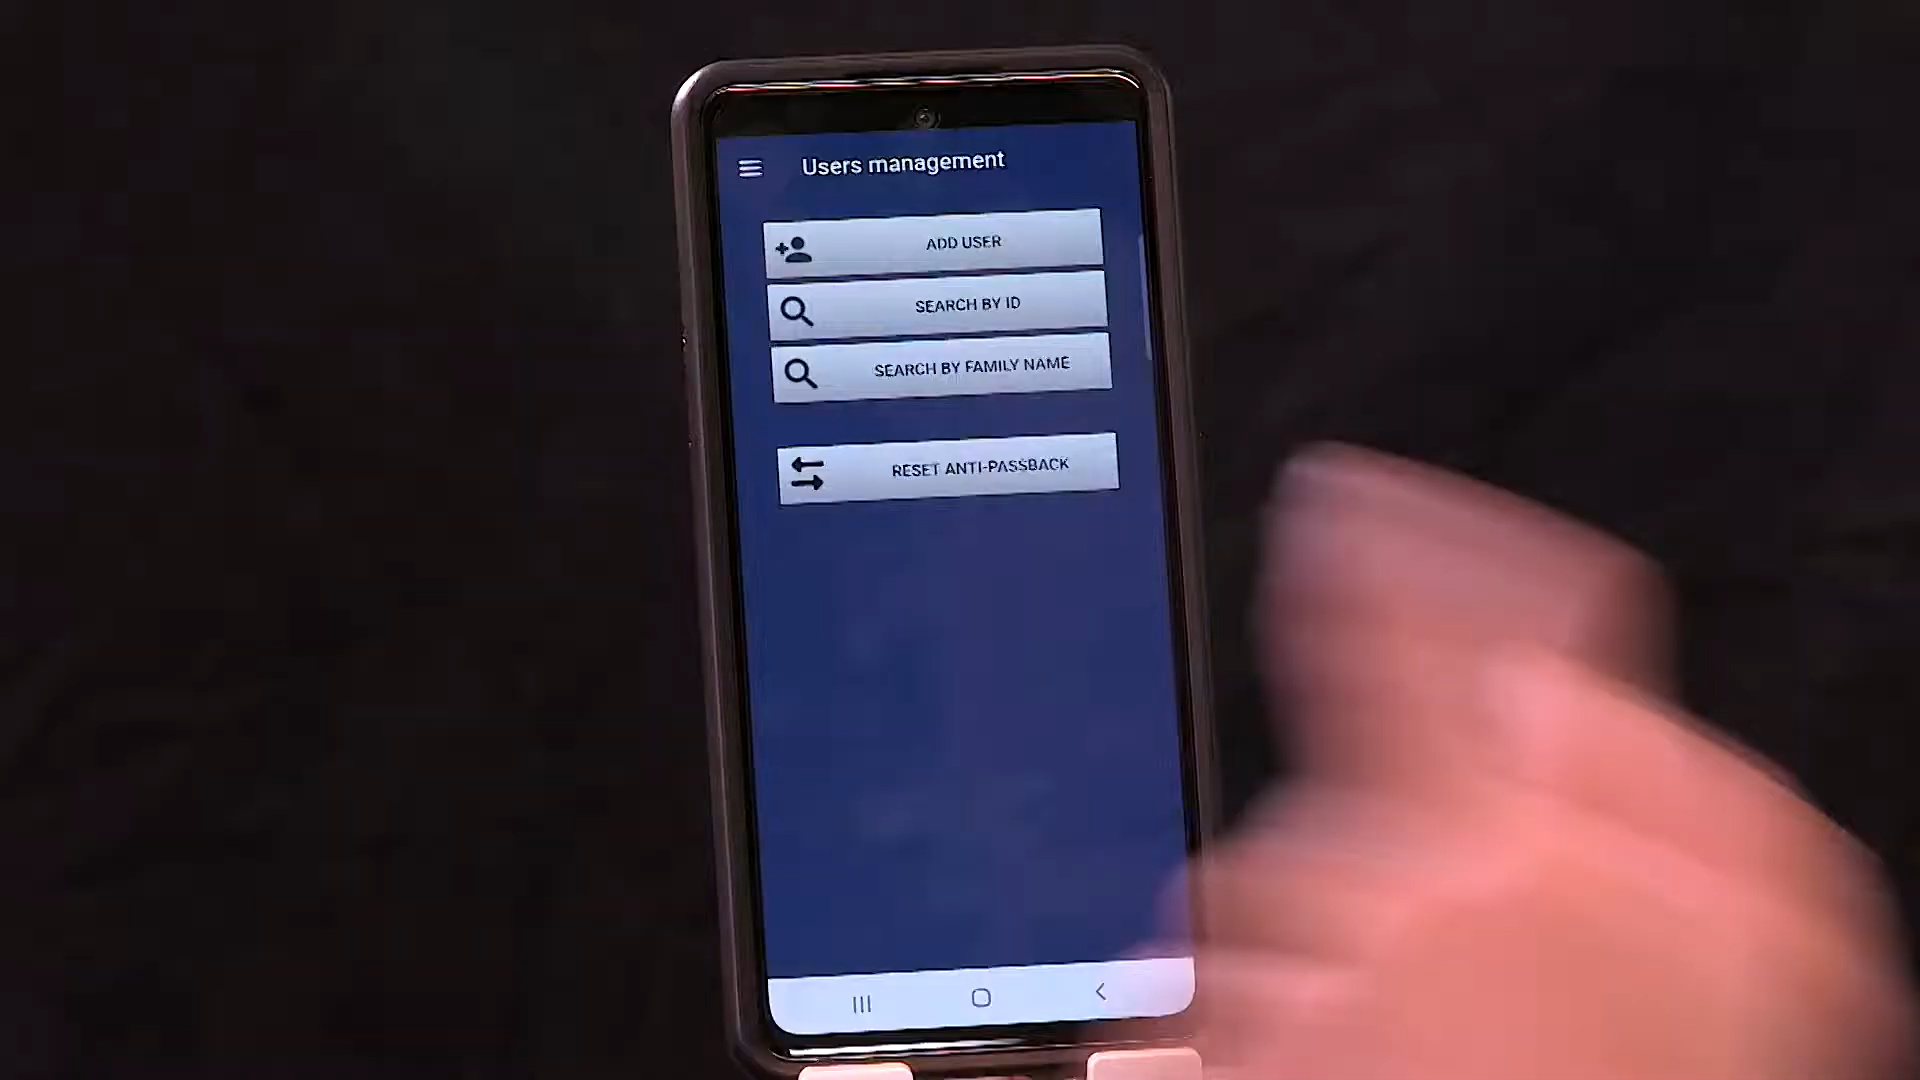 Users management
ADD USER
SEARCH BY ID
SEARCH BY FAMILY NAME
RESET ANTI-PASSBACK